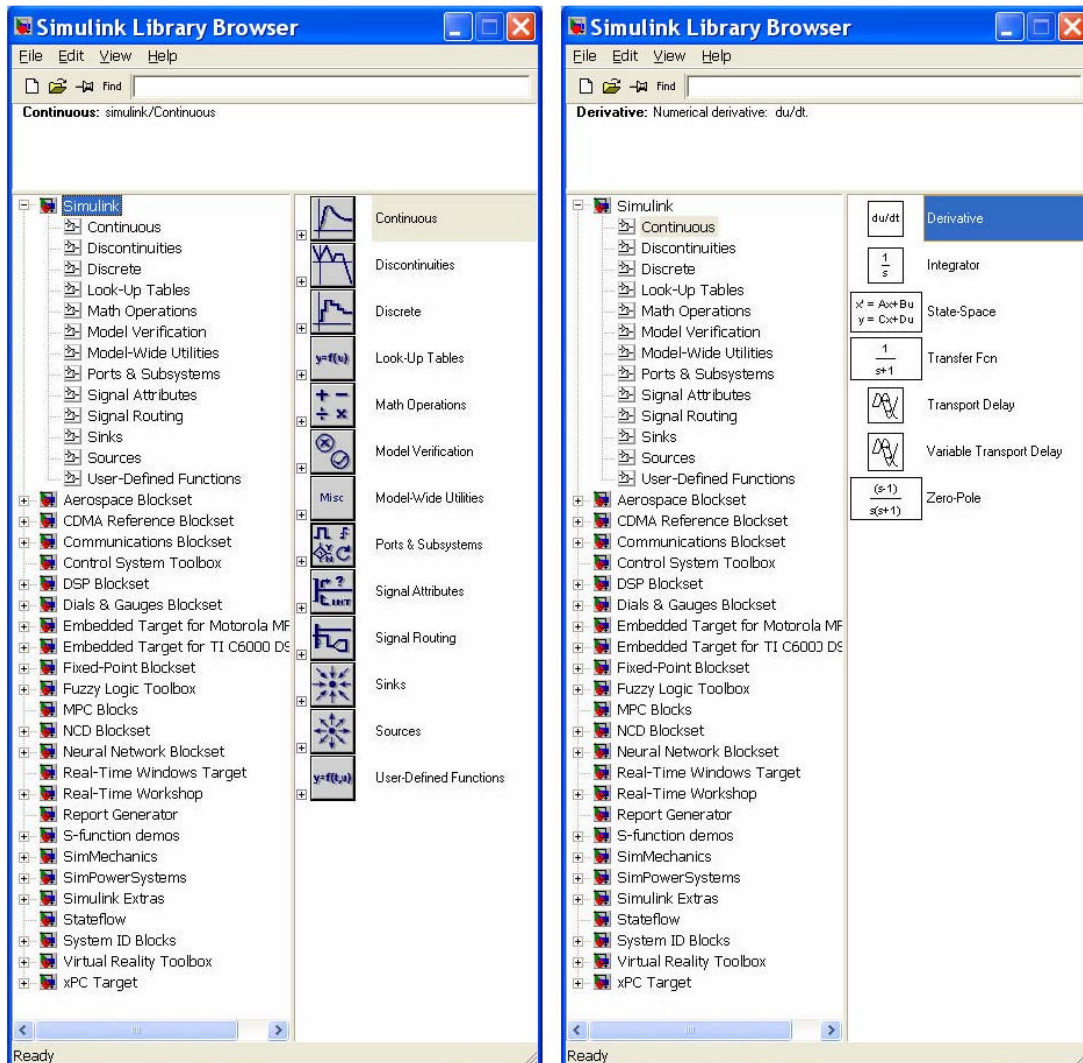 Simulink Library Browser
File Edit View Help
Find
Continuous: simulink/Continuous
Simulink
Continuous
Discontinuities
Discrete
Look-Up Tables
Math Operations
Model Verification
Model-Wide Utilities
Ports & Subsystems
Signal Attributes
Signal Routing
Sinks
Sources
User-Defined Functions
Aerospace Blockset
CDMA Reference Blockset
Communications Blockset
Control System Toolbox
DSP Blockset
Dials & Gauges Blockset
Embedded Target for Motorola MF
Embedded Target for TI C6000 DS
Fixed-Point Blockset
Fuzzy Logic Toolbox
MPC Blocks
NCD Blockset
Neural Network Blockset
Real-Time Windows Target
Real-Time Workshop
Report Generator
S-function demos
SimMechanics
SimPowerSystems
Simulink Extras
Stateflow
System ID Blocks
Virtual Reality Toolbox
xPC Target
Continuous
Discontinuities
Discrete
y=f(u) Look-Up Tables
+ − ÷ × Math Operations
Model Verification
Misc Model-Wide Utilities
Ports & Subsystems
Signal Attributes
Signal Routing
Sinks
Sources
y=f(t,u) User-Defined Functions
Ready
Simulink Library Browser
File Edit View Help
Find
Derivative: Numerical derivative: du/dt.
Simulink
Continuous
Discontinuities
Discrete
Look-Up Tables
Math Operations
Model Verification
Model-Wide Utilities
Ports & Subsystems
Signal Attributes
Signal Routing
Sinks
Sources
User-Defined Functions
Aerospace Blockset
CDMA Reference Blockset
Communications Blockset
Control System Toolbox
DSP Blockset
Dials & Gauges Blockset
Embedded Target for Motorola MF
Embedded Target for TI C6000 DS
Fixed-Point Blockset
Fuzzy Logic Toolbox
MPC Blocks
NCD Blockset
Neural Network Blockset
Real-Time Windows Target
Real-Time Workshop
Report Generator
S-function demos
SimMechanics
SimPowerSystems
Simulink Extras
Stateflow
System ID Blocks
Virtual Reality Toolbox
xPC Target
du/dt Derivative
1
s
Integrator
x' = Ax+Bu
y = Cx+Du
State-Space
1
s+1
Transfer Fcn
Transport Delay
Variable Transport Delay
(s-1)
s(s+1)
Zero-Pole
Ready